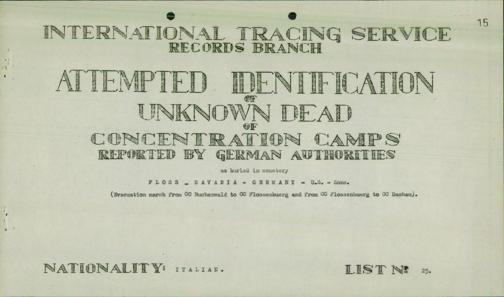 15
INTERNATIONAL TRACING SERVICE
RECORDS BRANCH
ATTEMPTED IDENTIFICATION
OF
UNKNOWN DEAD
OF
CONCENTRATION CAMPS
REPORTED BY GERMAN AUTHORITIES
as buried in cemetery
FLOSS - BAVARIA - GERMANY - U.S. - Zone.
(Evacuation march from CC Buchenwald to CC Flossenbuerg and from CC Flossenbuerg to CC Dachau).
NATIONALITY: ITALIAN.
LIST Nº 25.